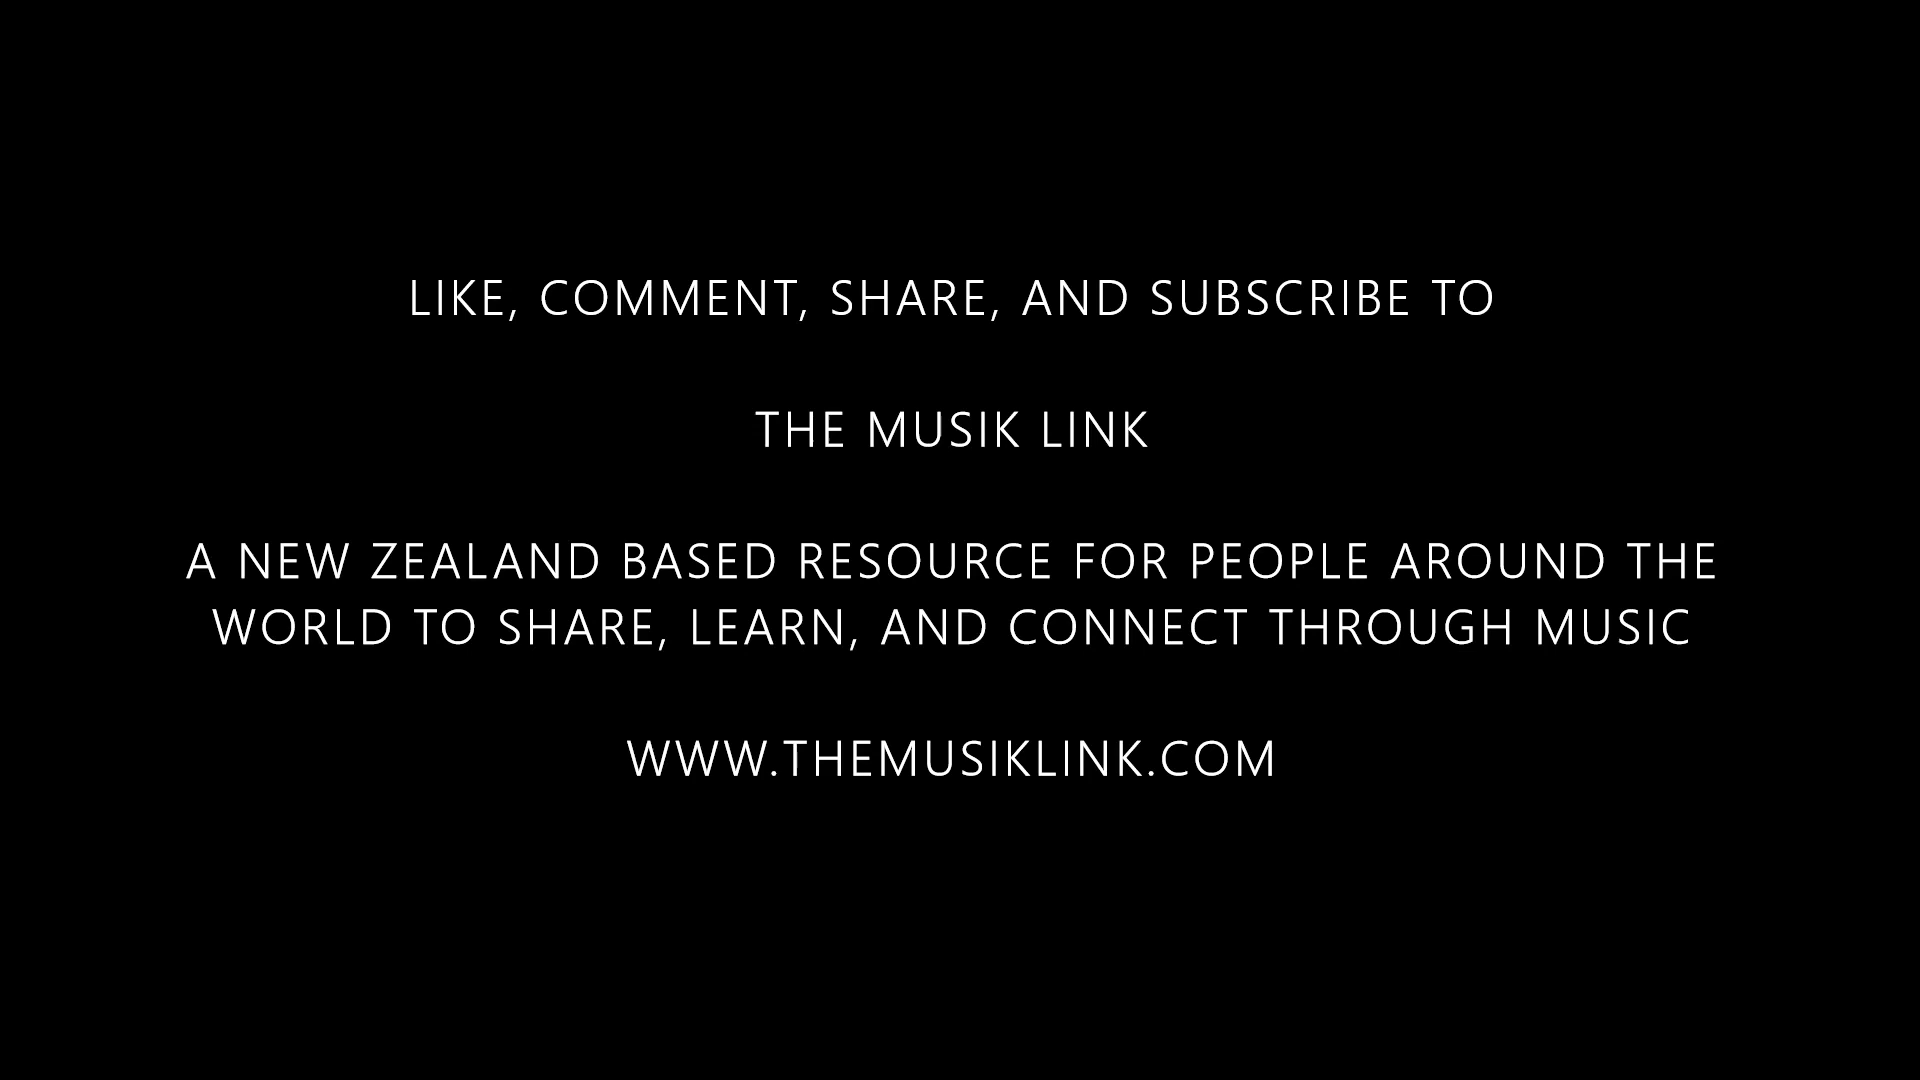 LIKE, COMMENT, SHARE, AND SUBSCRIBE TO
THE MUSIK LINK
A NEW ZEALAND BASED RESOURCE FOR PEOPLE AROUND THE
WORLD TO SHARE, LEARN, AND CONNECT THROUGH MUSIC
WWW.THEMUSIKLINK.COM